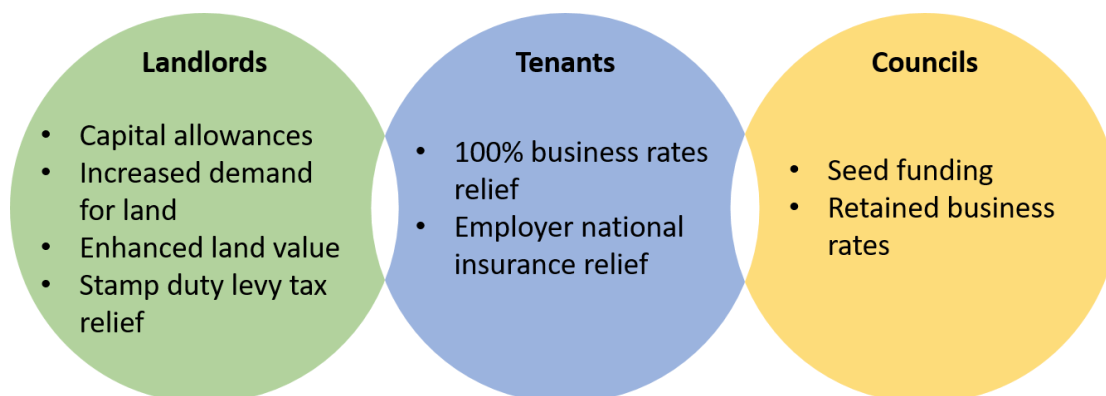 Landlords
• Capital allowances
• Increased demand
for land
• Enhanced land value
• Stamp duty levy tax
relief
Tenants
• 100% business rates
relief
• Employer national
insurance relief
Councils
• Seed funding
• Retained business
rates